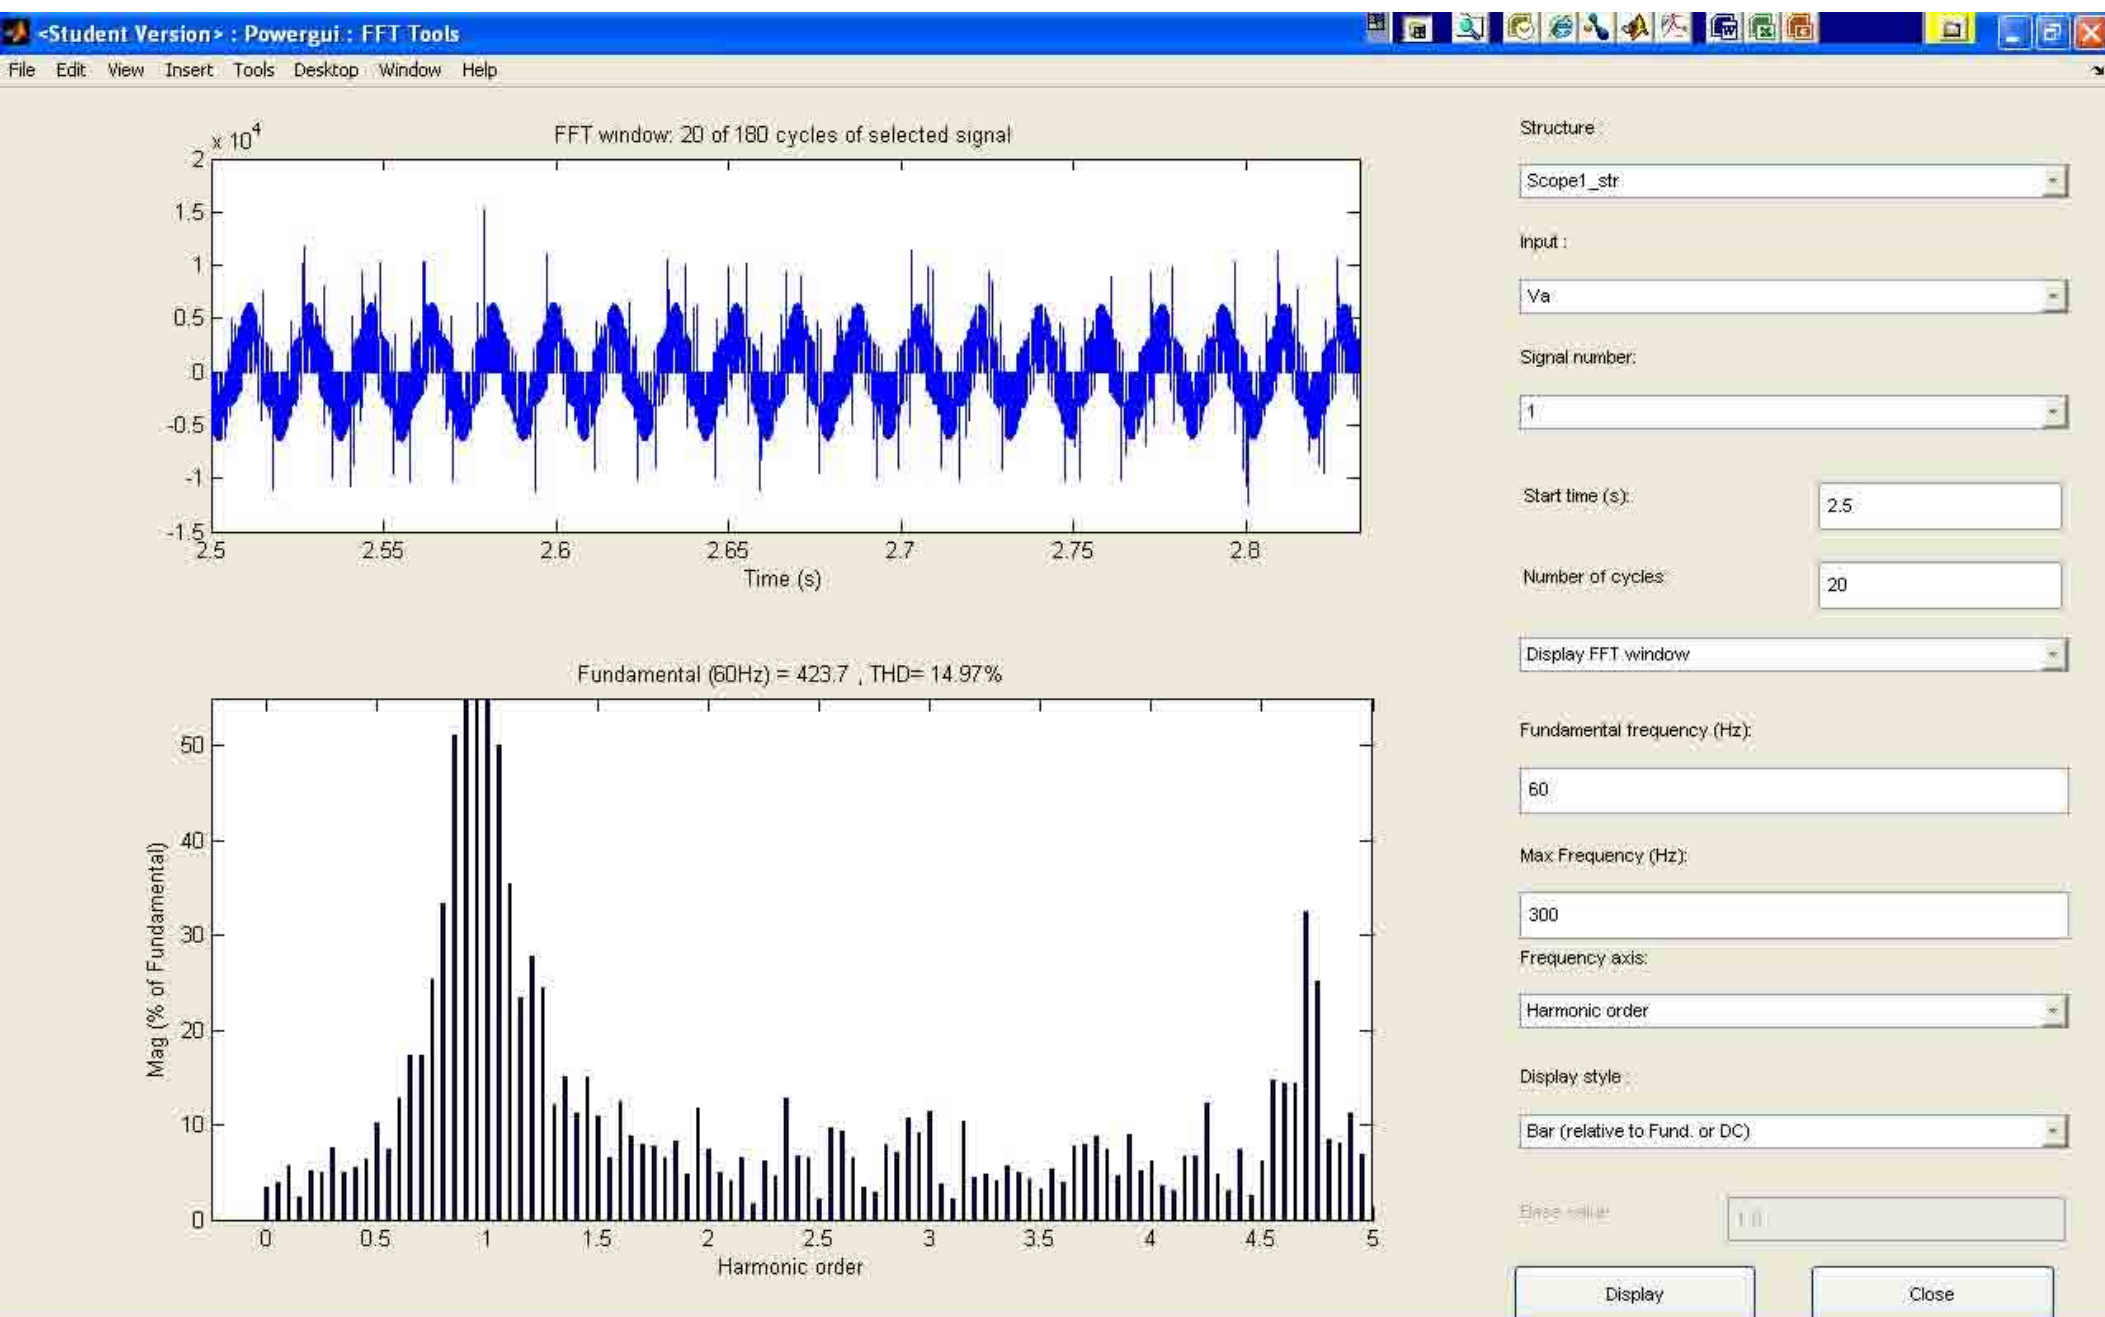 <Student Version> : Powergui : FFT Tools
File Edit View Insert Tools Desktop Window Help
x 10^4
FFT window: 20 of 180 cycles of selected signal
2
1.5
1
0.5
0
-0.5
-1
-1.5
2.5 2.55 2.6 2.65 2.7 2.75 2.8
Time (s)
Fundamental (60Hz) = 423.7 , THD= 14.97%
Mag (% of Fundamental)
50
40
30
20
10
0
0 0.5 1 1.5 2 2.5 3 3.5 4 4.5 5
Harmonic order
Structure :
Scope1_str
Input :
Va
Signal number:
1
Start time (s):
2.5
Number of cycles:
20
Display FFT window
Fundamental frequency (Hz):
60
Max Frequency (Hz):
300
Frequency axis:
Harmonic order
Display style :
Bar (relative to Fund. or DC)
Base value:
1.0
Display
Close